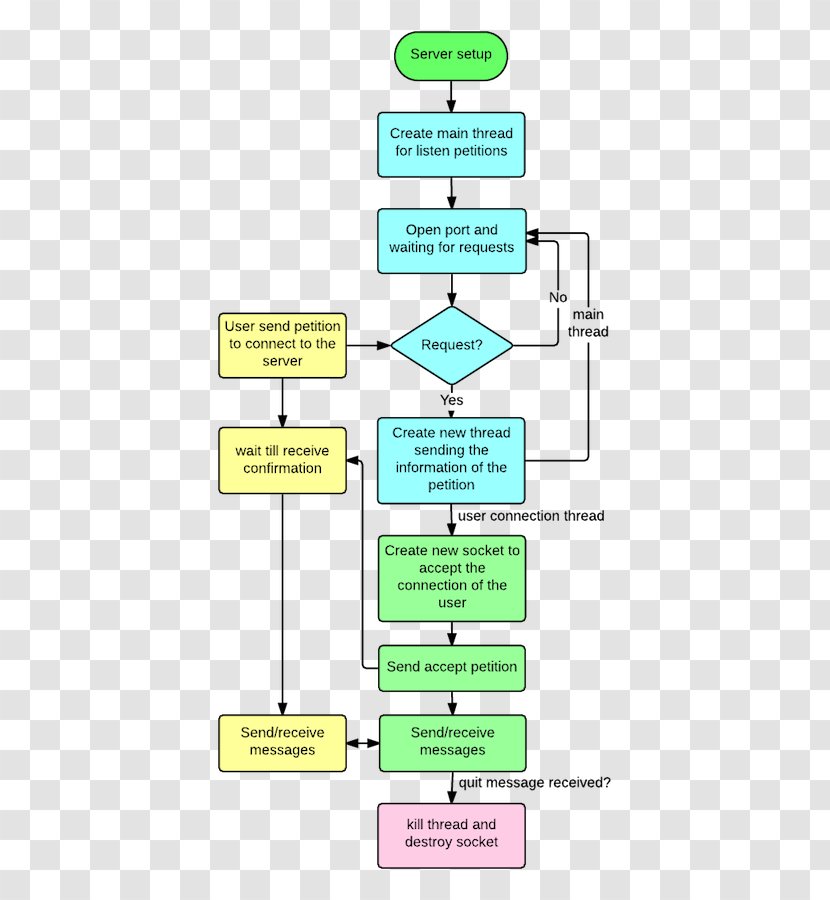 Server setup
Create main thread
for listen petitions
Open port and
waiting for requests
No
main
thread
User send petition
to connect to the
server
Request?
Yes
Create new thread
sending the
information of the
petition
wait till receive
confirmation
user connection thread
Create new socket to
accept the
connection of the
user
Send accept petition
Send/receive
messages
Send/receive
messages
quit message received?
kill thread and
destroy socket